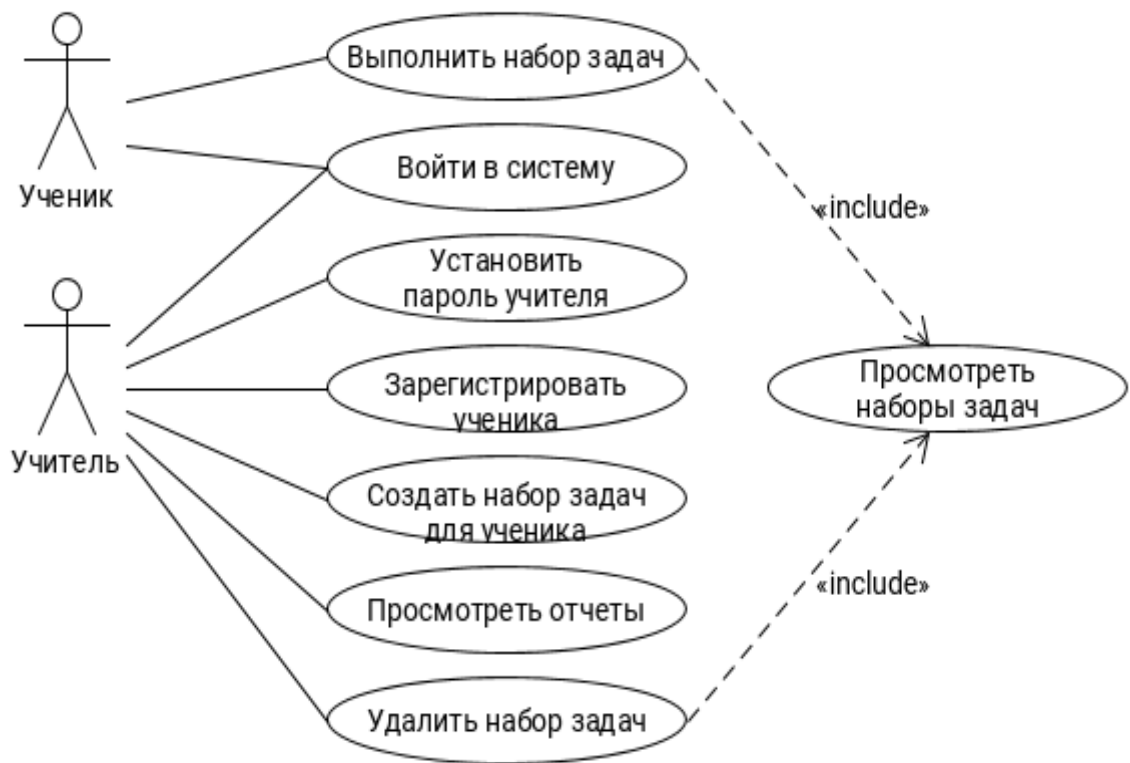 Выполнить набор задач
Войти в систему
Ученик
«include»
Установить
пароль учителя
Зарегистрировать
ученика
Просмотреть
наборы задач
Учитель
Создать набор задач
для ученика
«include»
Просмотреть отчеты
Удалить набор задач